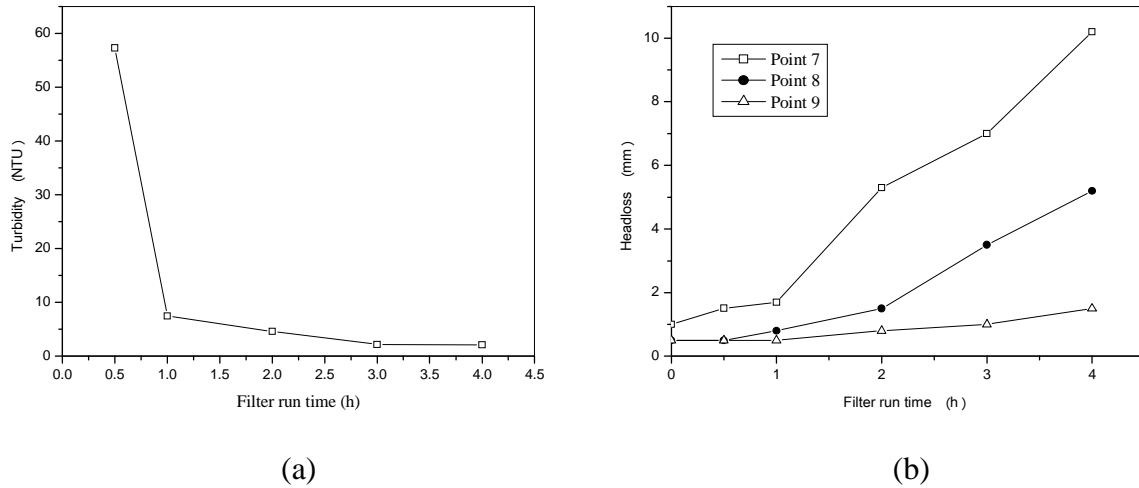 60
50
40
30
20
10
0
0.0 0.5 1.0 1.5 2.0 2.5 3.0 3.5 4.0 4.5
Turbidity (NTU)
Filter run time (h)
(a)
10
8
6
4
2
0
0 1 2 3 4
Headloss (mm)
Filter run time (h)
Point 7
Point 8
Point 9
(b)